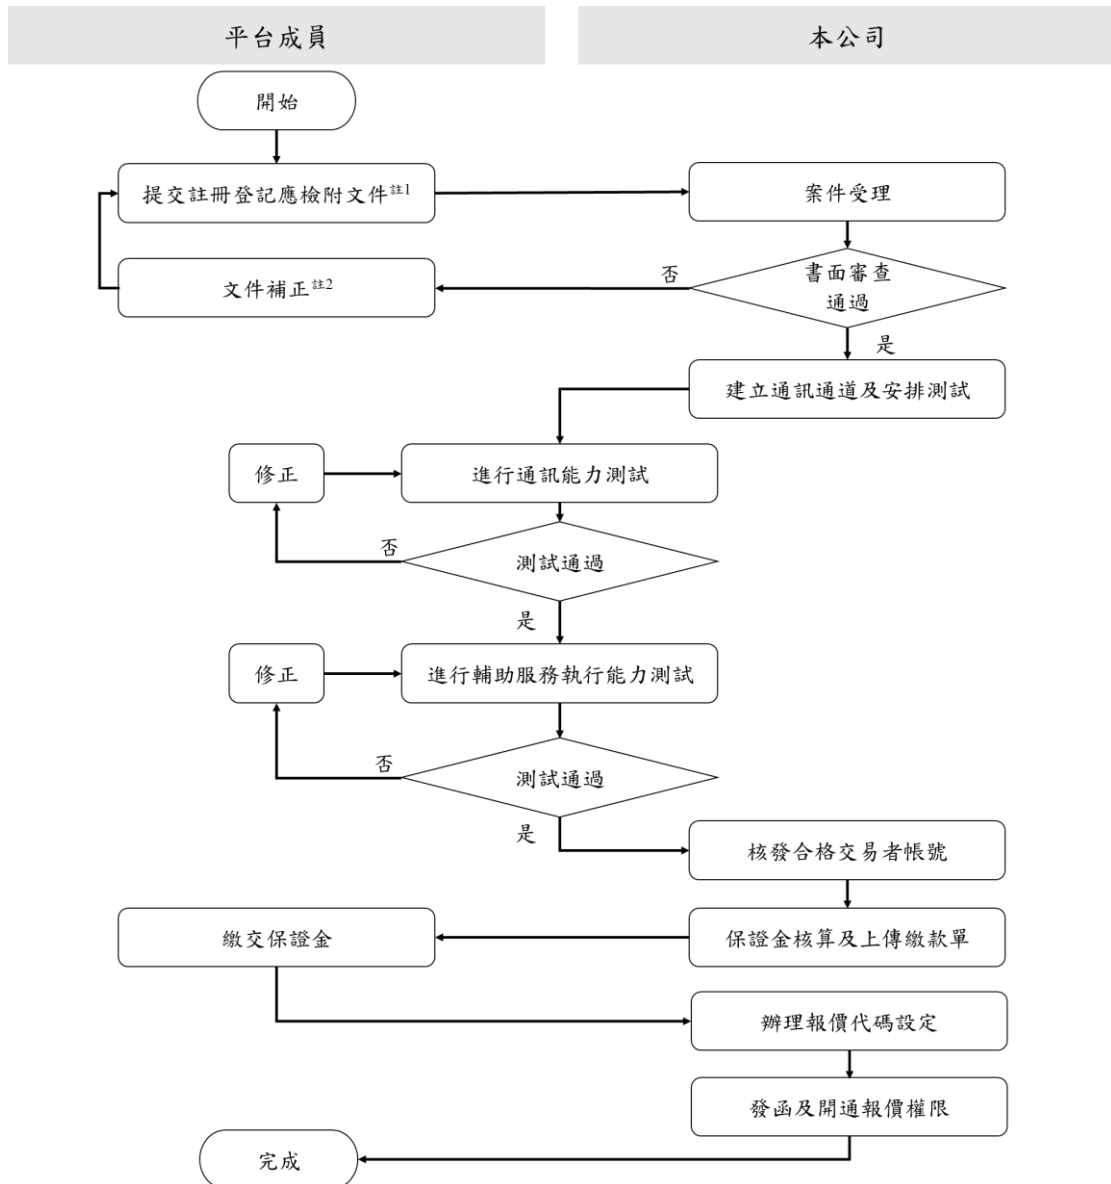 平台成員
本公司
開始
提交註冊登記應檢附文件註1
案件受理
文件補正註2
否
書面審查
通過
是
建立通訊通道及安排測試
修正
進行通訊能力測試
否
測試通過
是
修正
進行輔助服務執行能力測試
否
測試通過
是
核發合格交易者帳號
繳交保證金
保證金核算及上傳繳款單
辦理報價代碼設定
發函及開通報價權限
完成